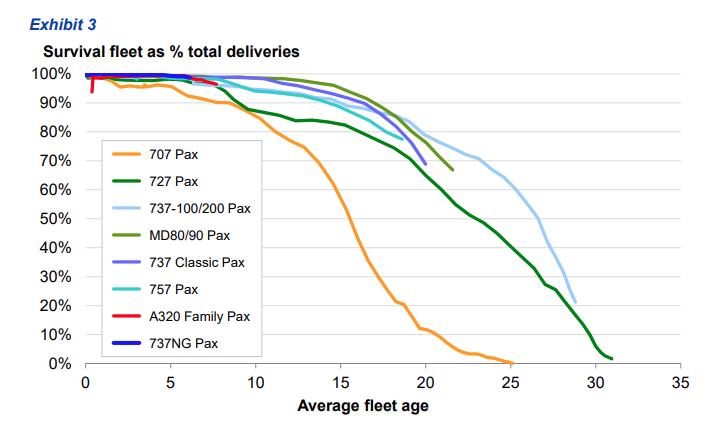 Exhibit 3
Survival fleet as % total deliveries
100%
90%
80%
70%
60%
50%
40%
30%
20%
10%
0%
707 Pax
727 Pax
737-100/200 Pax
MD80/90 Pax
737 Classic Pax
757 Pax
A320 Family Pax
737NG Pax
0 5 10 15 20 25 30 35
Average fleet age